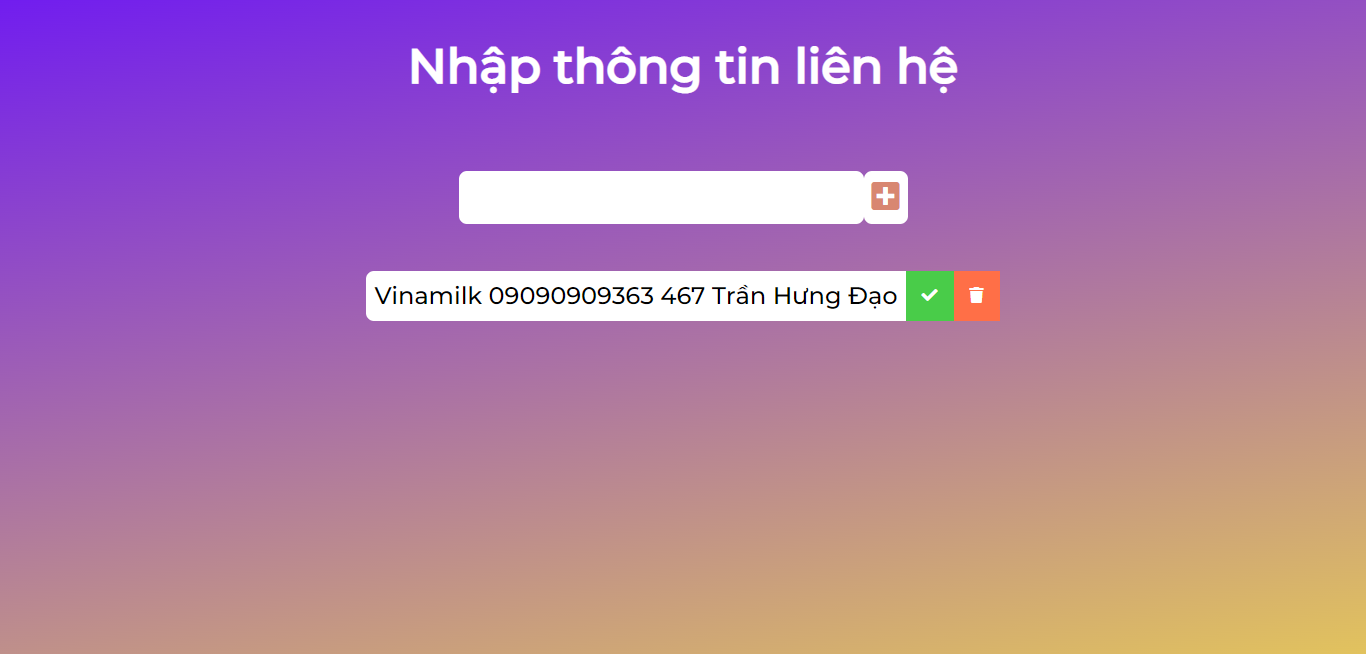 Nhập thông tin liên hệ
Vinamilk 09090909363 467 Trần Hưng Đạo